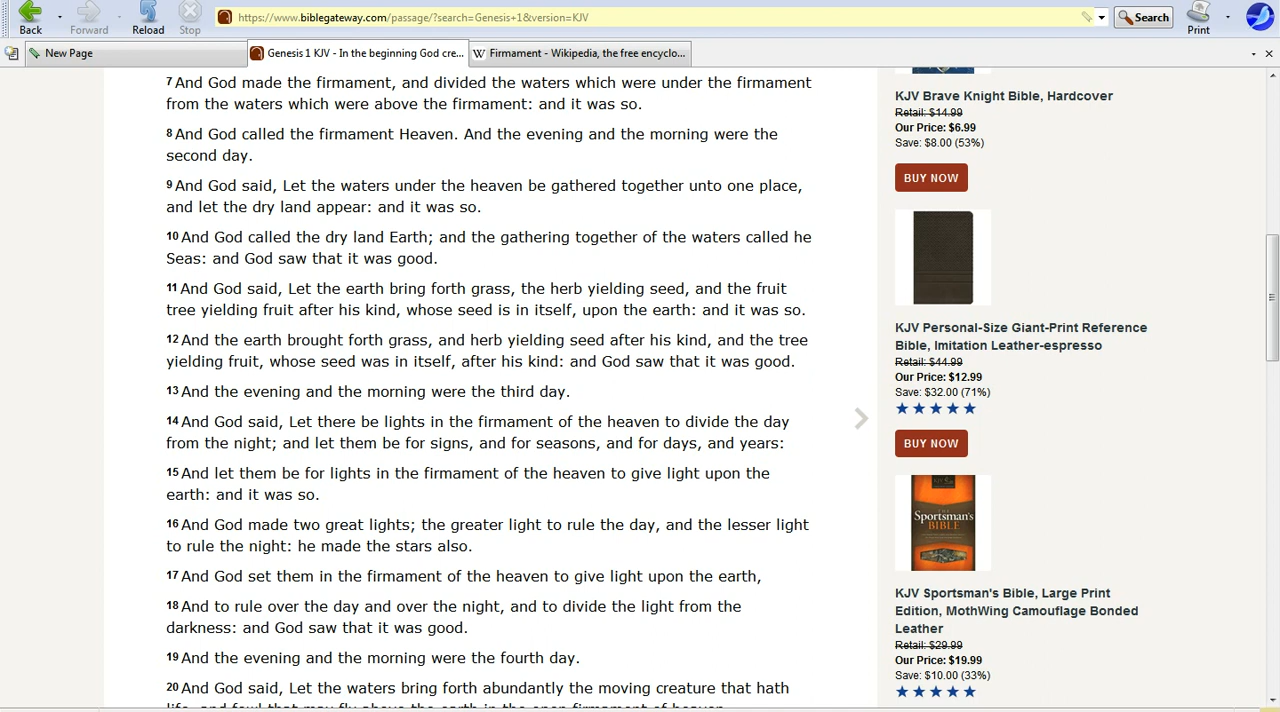 Back
Forward
Reload
Stop
https://www.biblegateway.com/passage/?search=Genesis+1&version=KJV
Search
Print
New Page
Genesis 1 KJV - In the beginning God cre...
W Firmament - Wikipedia, the free encyclo...
7 And God made the firmament, and divided the waters which were under the firmament
from the waters which were above the firmament: and it was so.
8 And God called the firmament Heaven. And the evening and the morning were the
second day.
9 And God said, Let the waters under the heaven be gathered together unto one place,
and let the dry land appear: and it was so.
10 And God called the dry land Earth; and the gathering together of the waters called he
Seas: and God saw that it was good.
11 And God said, Let the earth bring forth grass, the herb yielding seed, and the fruit
tree yielding fruit after his kind, whose seed is in itself, upon the earth: and it was so.
12 And the earth brought forth grass, and herb yielding seed after his kind, and the tree
yielding fruit, whose seed was in itself, after his kind: and God saw that it was good.
13 And the evening and the morning were the third day.
14 And God said, Let there be lights in the firmament of the heaven to divide the day
from the night; and let them be for signs, and for seasons, and for days, and years:
15 And let them be for lights in the firmament of the heaven to give light upon the
earth: and it was so.
16 And God made two great lights; the greater light to rule the day, and the lesser light
to rule the night: he made the stars also.
17 And God set them in the firmament of the heaven to give light upon the earth,
18 And to rule over the day and over the night, and to divide the light from the
darkness: and God saw that it was good.
19 And the evening and the morning were the fourth day.
20 And God said, Let the waters bring forth abundantly the moving creature that hath
life, and fowl that may fly above the earth in the open firmament of heaven.
KJV Brave Knight Bible, Hardcover
Retail: $14.99
Our Price: $6.99
Save: $8.00 (53%)
BUY NOW
KJV Personal-Size Giant-Print Reference
Bible, Imitation Leather-espresso
Retail: $44.99
Our Price: $12.99
Save: $32.00 (71%)
BUY NOW
KJV
THE
Sportsman's
BIBLE
KJV Sportsman's Bible, Large Print
Edition, MothWing Camouflage Bonded
Leather
Retail: $29.99
Our Price: $19.99
Save: $10.00 (33%)